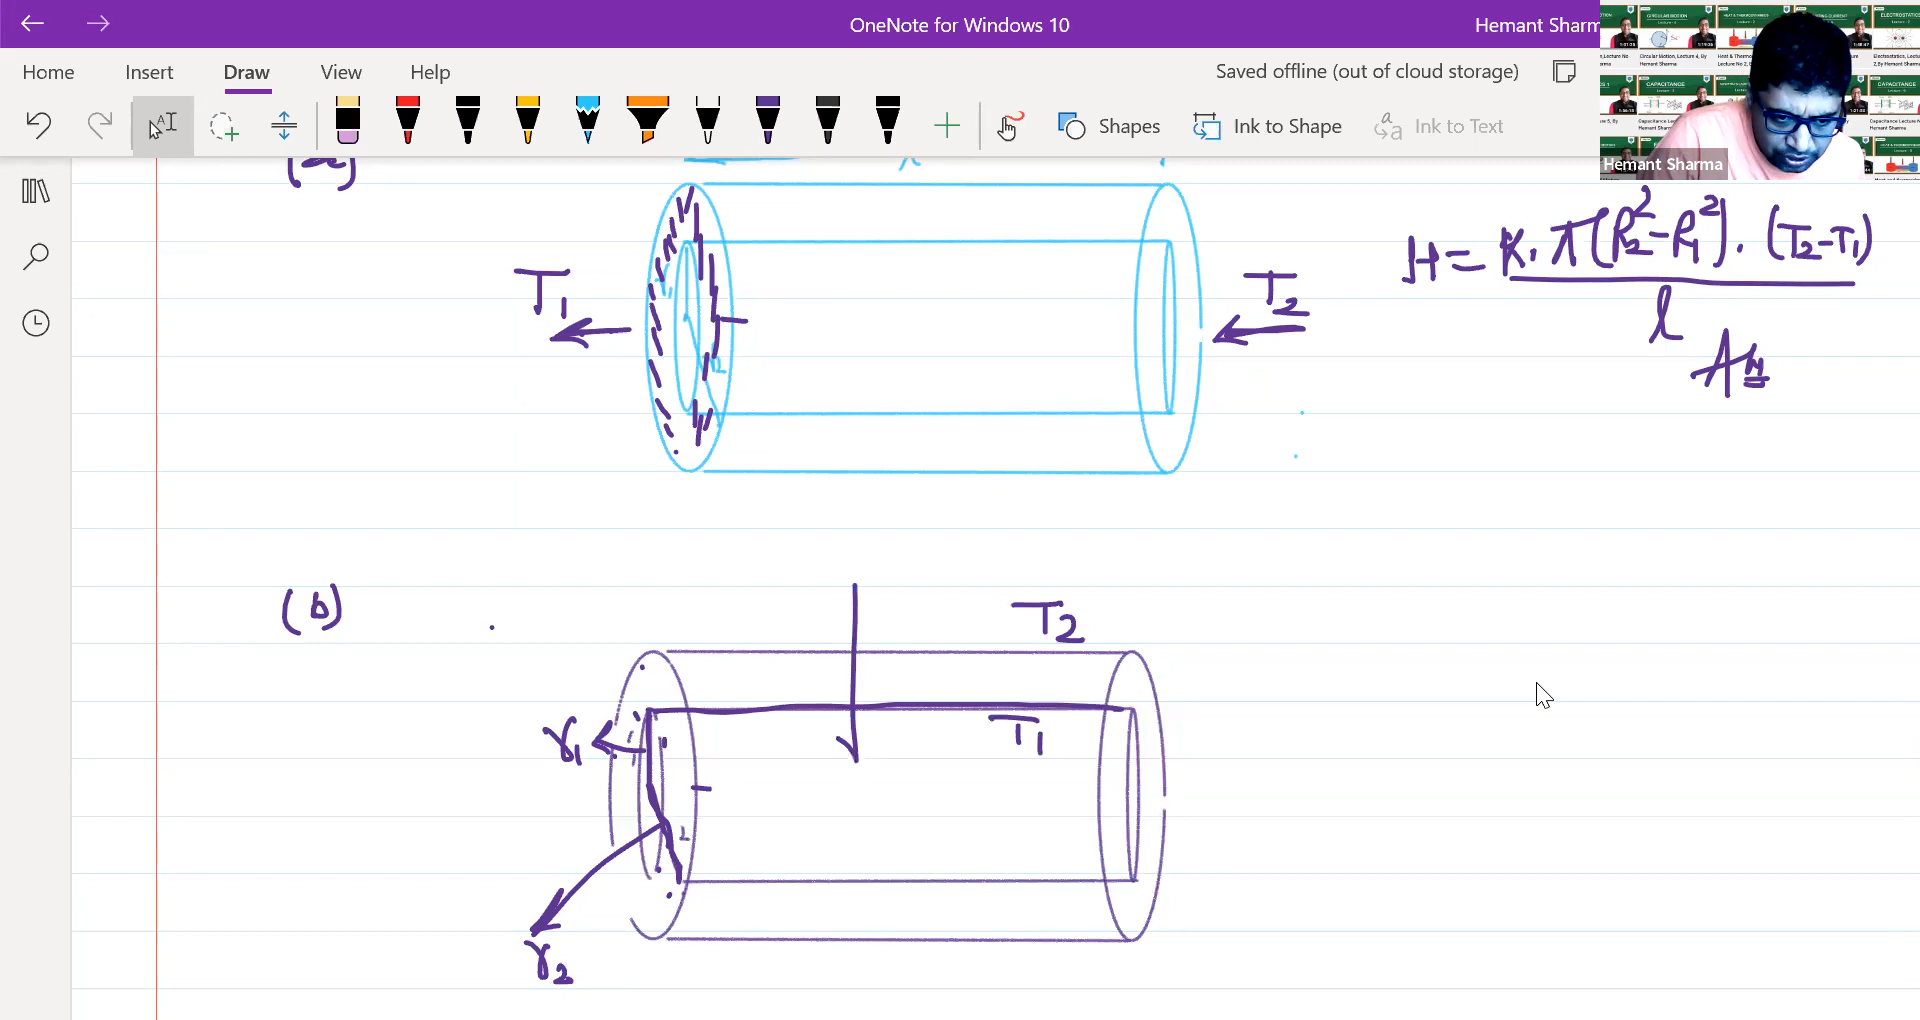 OneNote for Windows 10
Hemant Sharm
Home Insert Draw View Help
Saved offline (out of cloud storage)
Shapes Ink to Shape Ink to Text
Hemant Sharma
(a)
T₁
T₂
H = K. π(R₂² - R₁²). (T₂ - T₁)
l
Ans
(b)
T₂
T₁
r₁
r₂